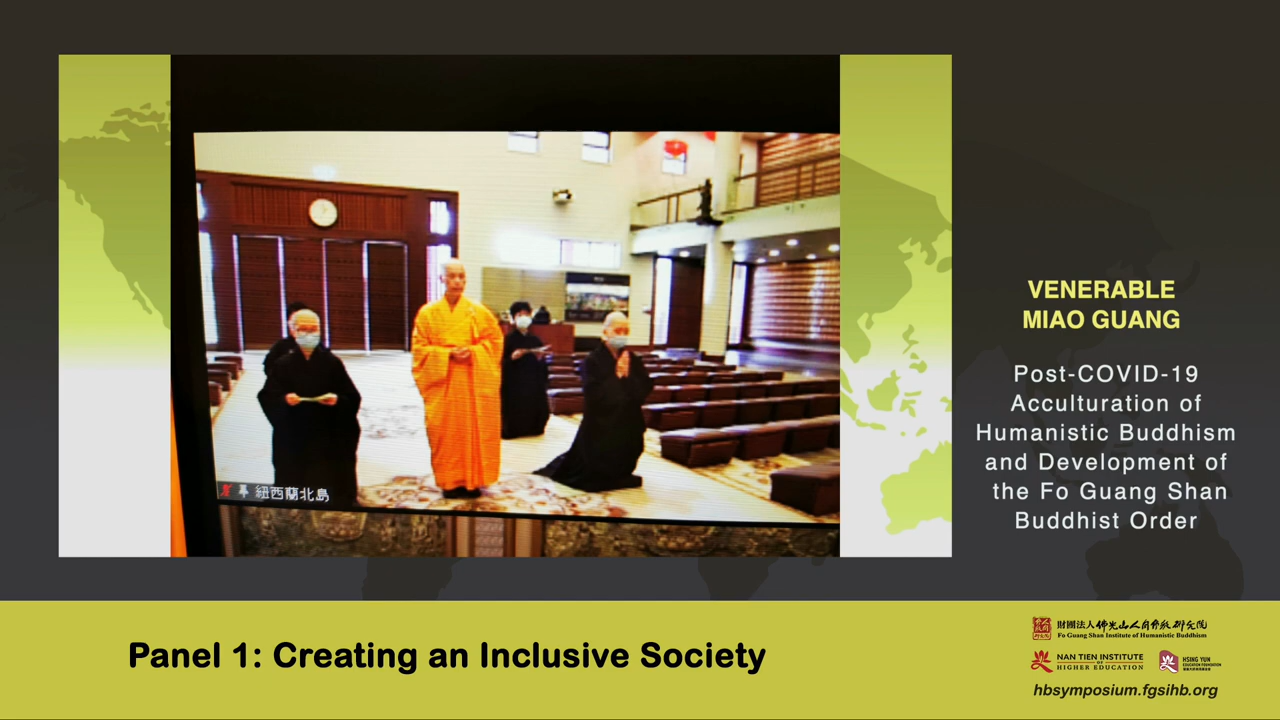 紐西蘭北島
VENERABLE
MIAO GUANG
Post-COVID-19
Acculturation of
Humanistic Buddhism
and Development of
the Fo Guang Shan
Buddhist Order
Panel 1: Creating an Inclusive Society
財團法人佛光山人間佛教研究院
Fo Guang Shan Institute of Humanistic Buddhism
NAN TIEN INSTITUTE
OF
HIGHER EDUCATION
HSING YUN
EDUCATION FOUNDATION
hbsymposium.fgsihb.org